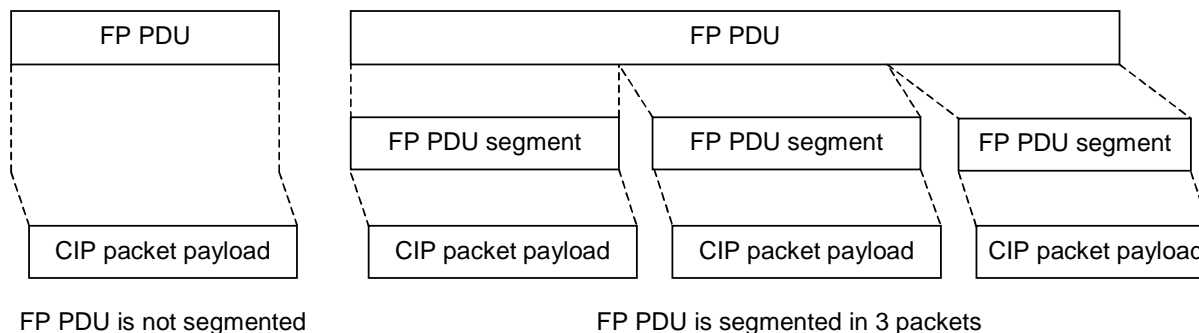 FP PDU
FP PDU
FP PDU segment
FP PDU segment
FP PDU segment
CIP packet payload
CIP packet payload
CIP packet payload
CIP packet payload
FP PDU is not segmented
FP PDU is segmented in 3 packets